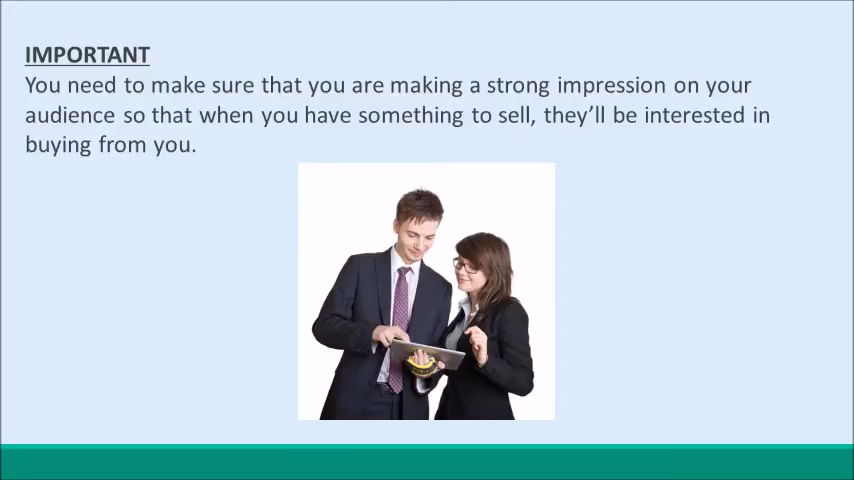 IMPORTANT
You need to make sure that you are making a strong impression on your
audience so that when you have something to sell, they’ll be interested in
buying from you.